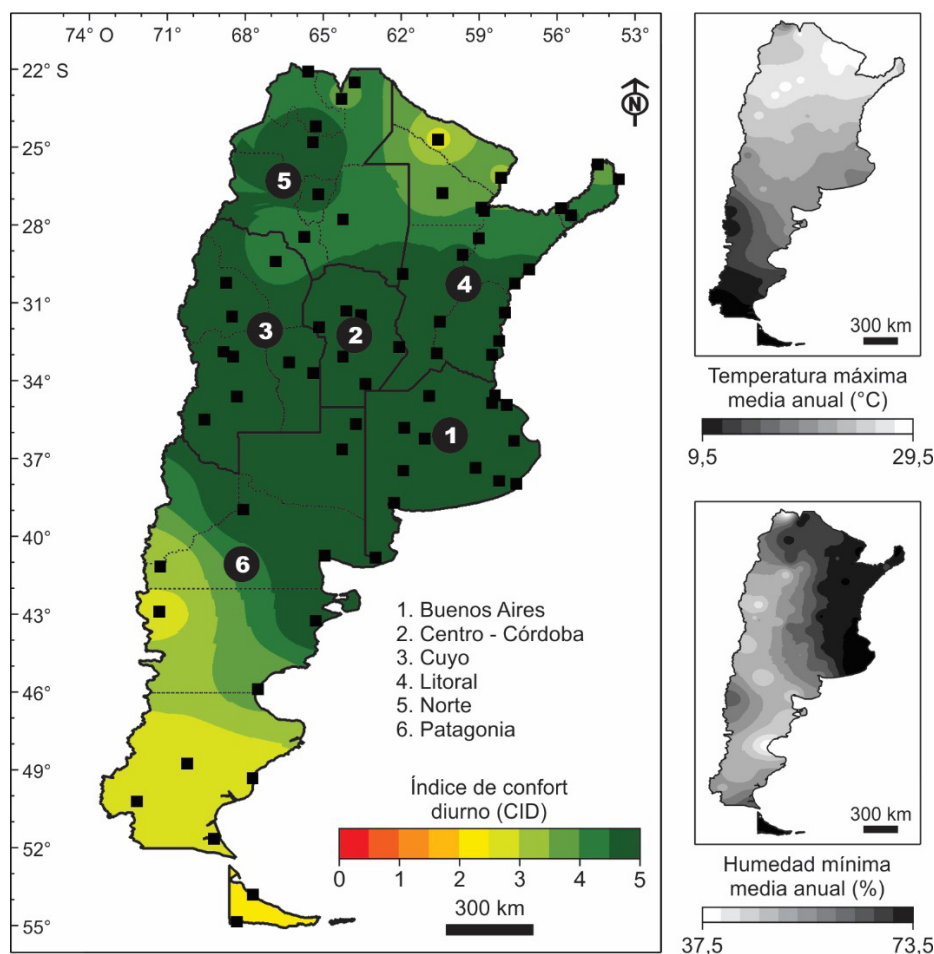 74° O 71° 68° 65° 62° 59° 56° 53°
22° S
25°
28°
31°
34°
37°
40°
43°
46°
49°
52°
55°
N
5
4
3
2
1
6
1. Buenos Aires
2. Centro - Córdoba
3. Cuyo
4. Litoral
5. Norte
6. Patagonia
Índice de confort
diurno (CID)
0 1 2 3 4 5
300 km
300 km
Temperatura máxima
media anual (°C)
9,5 29,5
300 km
Humedad mínima
media anual (%)
37,5 73,5